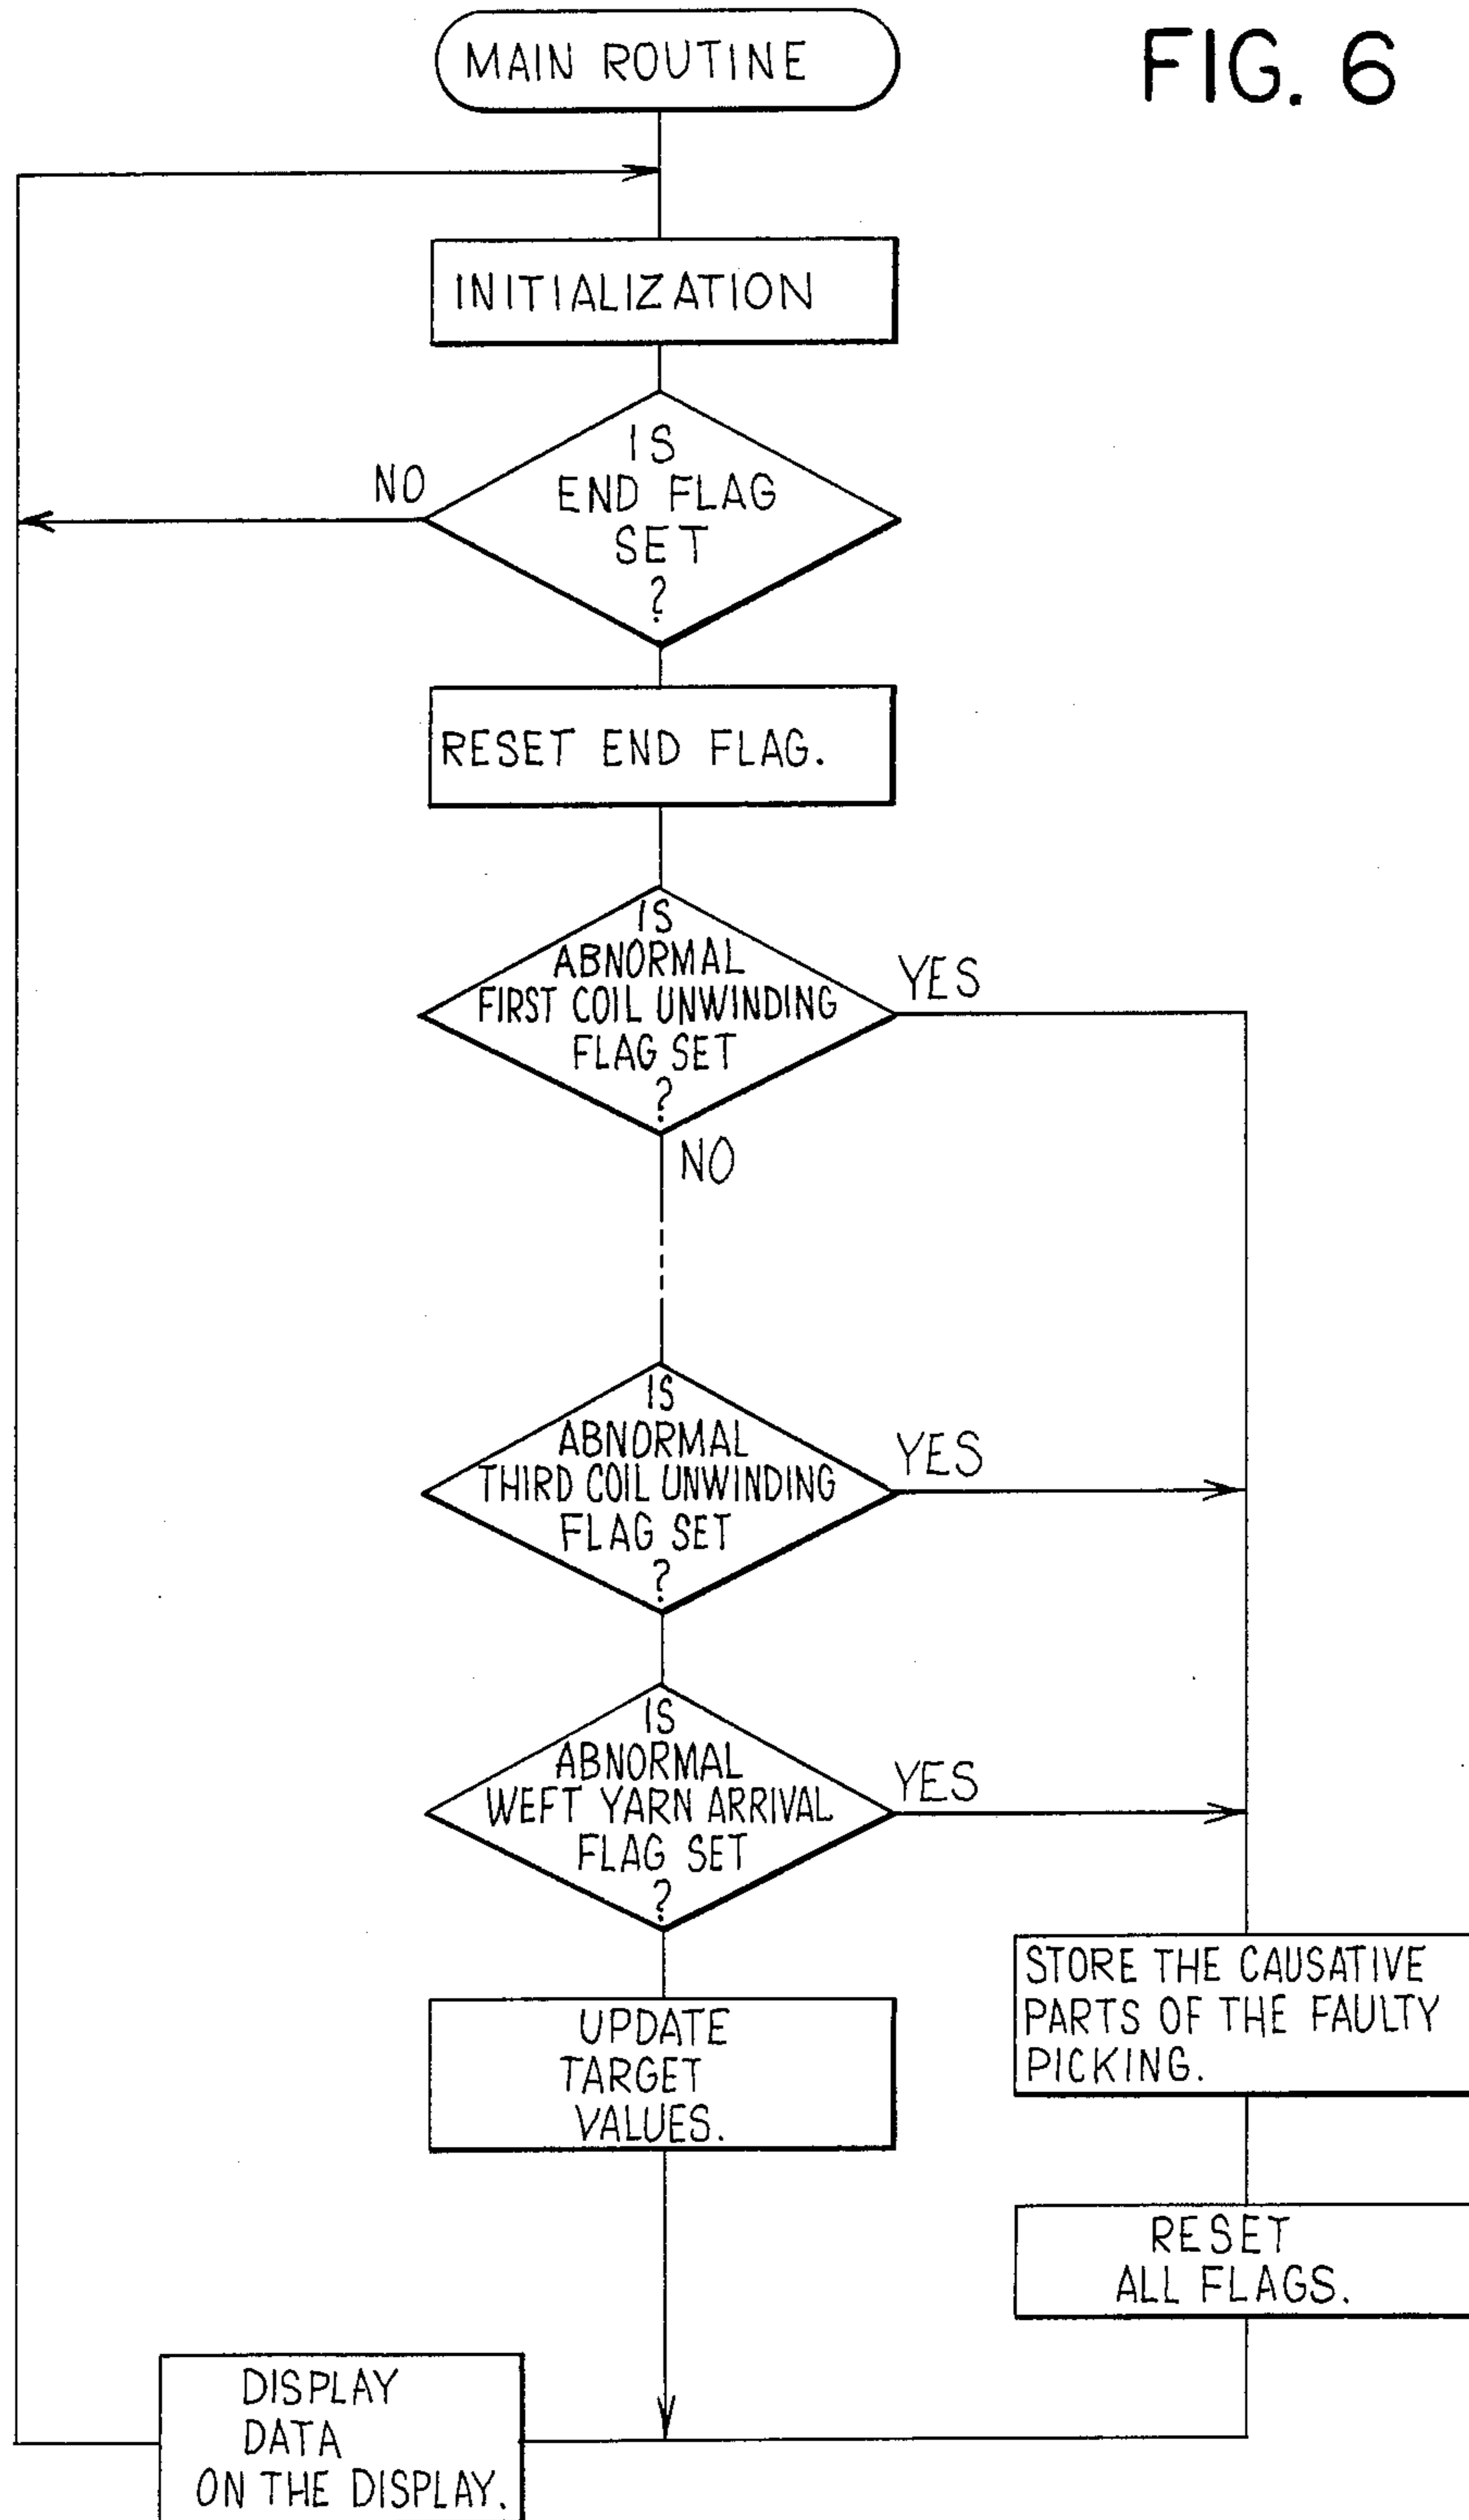 FIG. 6
MAIN ROUTINE
INITIALIZATION
IS
END FLAG
SET
?
NO
RESET END FLAG.
IS
ABNORMAL
FIRST COIL UNWINDING
FLAG SET
?
YES
NO
IS
ABNORMAL
THIRD COIL UNWINDING
FLAG SET
?
YES
IS
ABNORMAL
WEFT YARN ARRIVAL
FLAG SET
?
YES
UPDATE
TARGET
VALUES.
STORE THE CAUSATIVE
PARTS OF THE FAULTY
PICKING.
RESET
ALL FLAGS.
DISPLAY
DATA
ON THE DISPLAY.